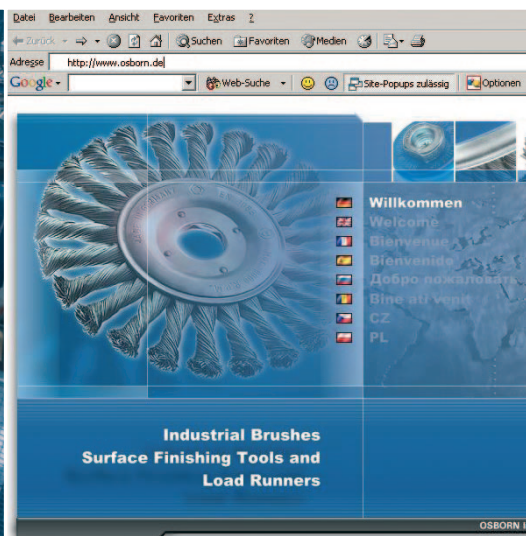 Datei Bearbeiten Ansicht Favoriten Extras ?
Zurück Suchen Favoriten Medien
Adresse http://www.osborn.de
Google Web-Suche Site-Popups zulässig Optionen
Willkommen
Welcome
Bienvenue
Bienvenido
Добро пожаловать
Bine ati venit
CZ
PL
Industrial Brushes
Surface Finishing Tools and
Load Runners
OSBORN